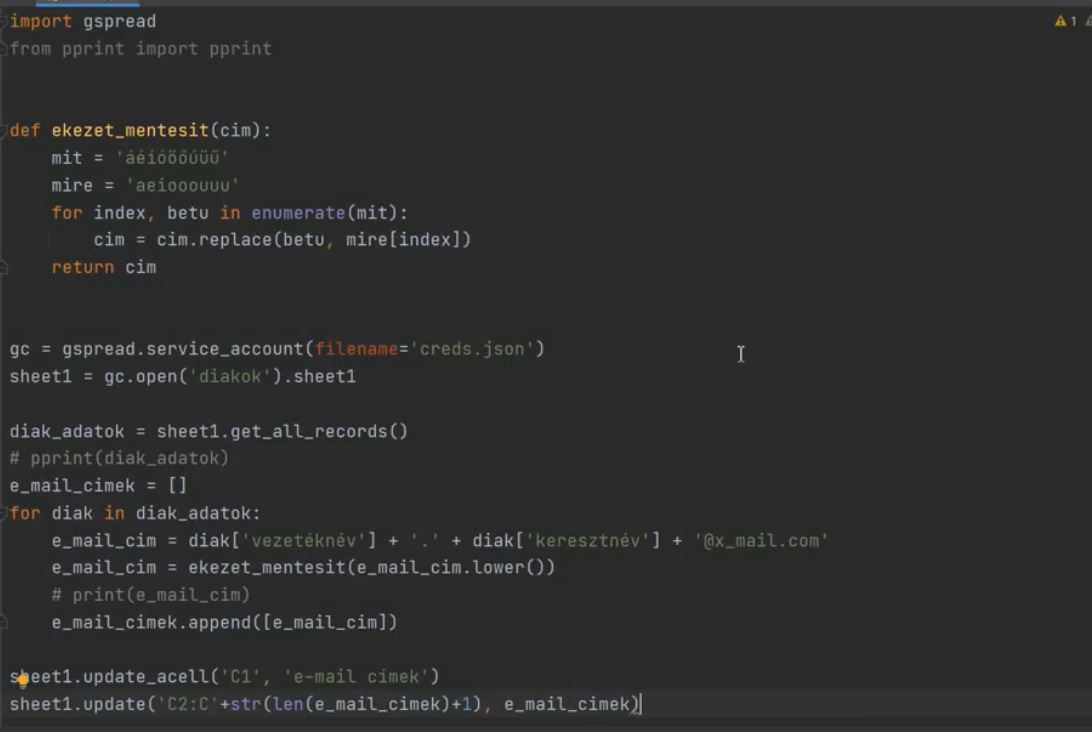 import gspread
from pprint import pprint
def ekezet_mentesit(cim):
    mit = 'áéíóöőúüű'
    mire = 'aeiooouuu'
    for index, betu in enumerate(mit):
        cim = cim.replace(betu, mire[index])
    return cim
gc = gspread.service_account(filename='creds.json')
sheet1 = gc.open('diakok').sheet1
diak_adatok = sheet1.get_all_records()
# pprint(diak_adatok)
e_mail_cimek = []
for diak in diak_adatok:
    e_mail_cim = diak['vezetéknév'] + '.' + diak['keresztnév'] + '@x_mail.com'
    e_mail_cim = ekezet_mentesit(e_mail_cim.lower())
    # print(e_mail_cim)
    e_mail_cimek.append([e_mail_cim])
sheet1.update_acell('C1', 'e-mail címek')
sheet1.update('C2:C'+str(len(e_mail_cimek)+1), e_mail_cimek)
1